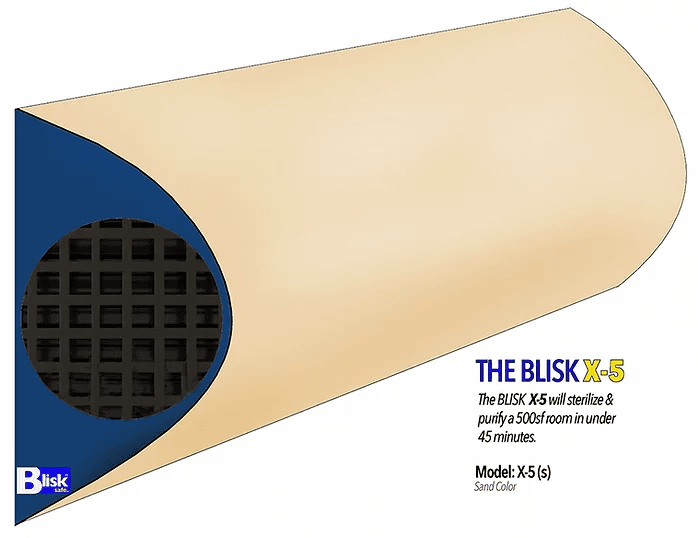 THE BLISK X-5
The BLISK X-5 will sterilize &
purify a 500sf room in under
45 minutes.
Model: X-5 (s)
Sand Color
Blisk®
safe.